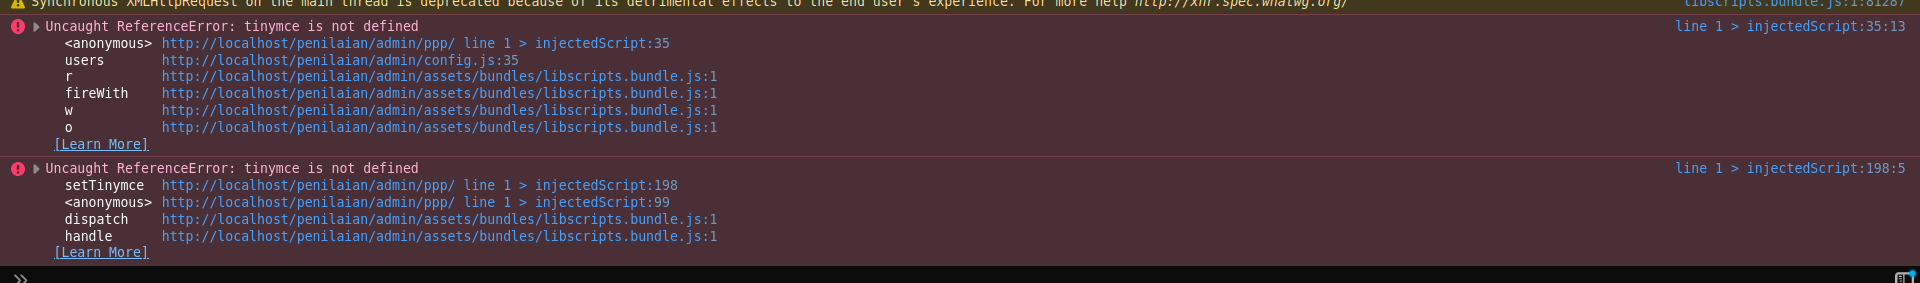 Synchronous XMLHttpRequest on the main thread is deprecated because of its detrimental effects to the end user's experience. For more help http://xhr.spec.whatwg.org/ libscripts.bundle.js:1:81287
Uncaught ReferenceError: tinymce is not defined line 1 > injectedScript:35:13
<anonymous> http://localhost/penilaian/admin/ppp/ line 1 > injectedScript:35
users http://localhost/penilaian/admin/config.js:35
r http://localhost/penilaian/admin/assets/bundles/libscripts.bundle.js:1
fireWith http://localhost/penilaian/admin/assets/bundles/libscripts.bundle.js:1
w http://localhost/penilaian/admin/assets/bundles/libscripts.bundle.js:1
o http://localhost/penilaian/admin/assets/bundles/libscripts.bundle.js:1
[Learn More]
Uncaught ReferenceError: tinymce is not defined line 1 > injectedScript:198:5
setTinymce http://localhost/penilaian/admin/ppp/ line 1 > injectedScript:198
<anonymous> http://localhost/penilaian/admin/ppp/ line 1 > injectedScript:99
dispatch http://localhost/penilaian/admin/assets/bundles/libscripts.bundle.js:1
handle http://localhost/penilaian/admin/assets/bundles/libscripts.bundle.js:1
[Learn More]